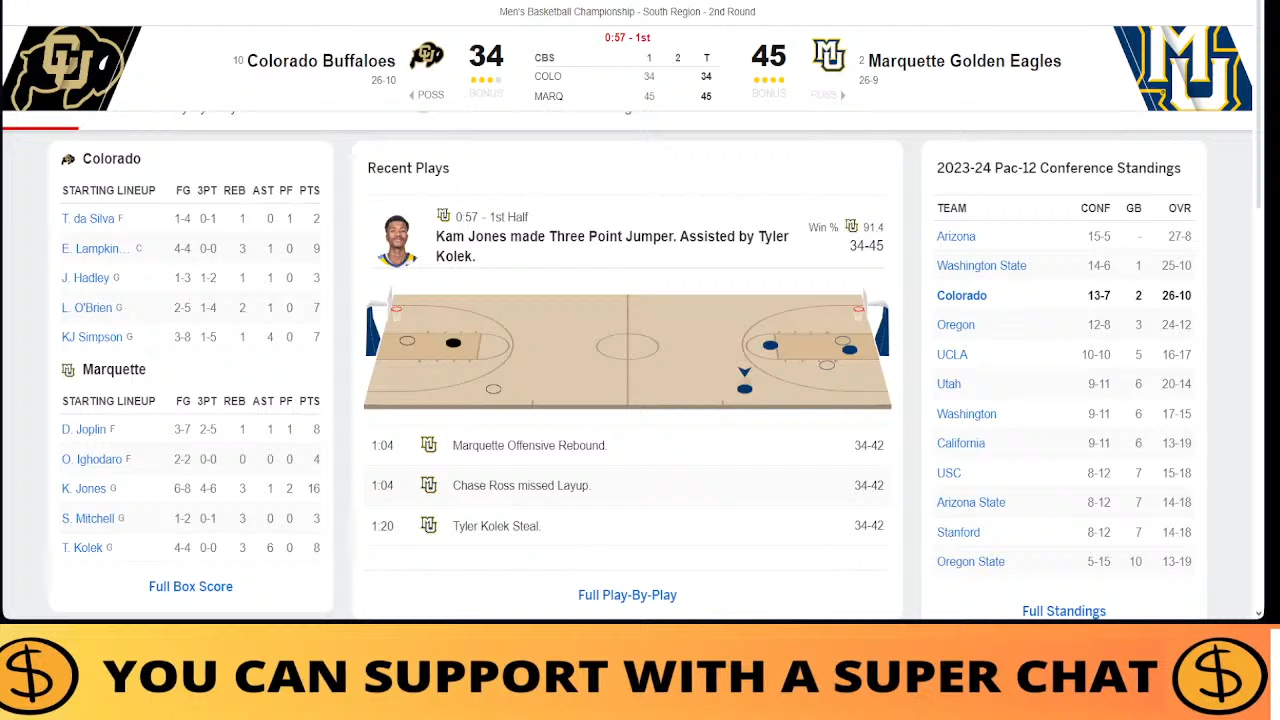 Men's Basketball Championship - South Region - 2nd Round
10 Colorado Buffaloes
26-10
34
BONUS
POSS
0:57 - 1st
CBS 1 2 T
COLO 34 34
MARQ 45 45
45
BONUS
POSS
2 Marquette Golden Eagles
26-9
Colorado
STARTING LINEUP FG 3PT REB AST PF PTS
T. da Silva F 1-4 0-1 1 0 1 2
E. Lampkin... C 4-4 0-0 3 1 0 9
J. Hadley G 1-3 1-2 1 1 0 3
L. O'Brien G 2-5 1-4 2 1 0 7
KJ Simpson G 3-8 1-5 1 4 0 7
Marquette
STARTING LINEUP FG 3PT REB AST PF PTS
D. Joplin F 3-7 2-5 1 1 1 8
O. Ighodaro F 2-2 0-0 0 0 0 4
K. Jones G 6-8 4-6 3 1 2 16
S. Mitchell G 1-2 0-1 3 0 0 3
T. Kolek G 4-4 0-0 3 6 0 8
Full Box Score
Recent Plays
0:57 - 1st Half
Kam Jones made Three Point Jumper. Assisted by Tyler
Kolek.
Win % 91.4
34-45
1:04 Marquette Offensive Rebound. 34-42
1:04 Chase Ross missed Layup. 34-42
1:20 Tyler Kolek Steal. 34-42
Full Play-By-Play
2023-24 Pac-12 Conference Standings
TEAM CONF GB OVR
Arizona 15-5 - 27-8
Washington State 14-6 1 25-10
Colorado 13-7 2 26-10
Oregon 12-8 3 24-12
UCLA 10-10 5 16-17
Utah 9-11 6 20-14
Washington 9-11 6 17-15
California 9-11 6 13-19
USC 8-12 7 15-18
Arizona State 8-12 7 14-18
Stanford 8-12 7 14-18
Oregon State 5-15 10 13-19
Full Standings
YOU CAN SUPPORT WITH A SUPER CHAT